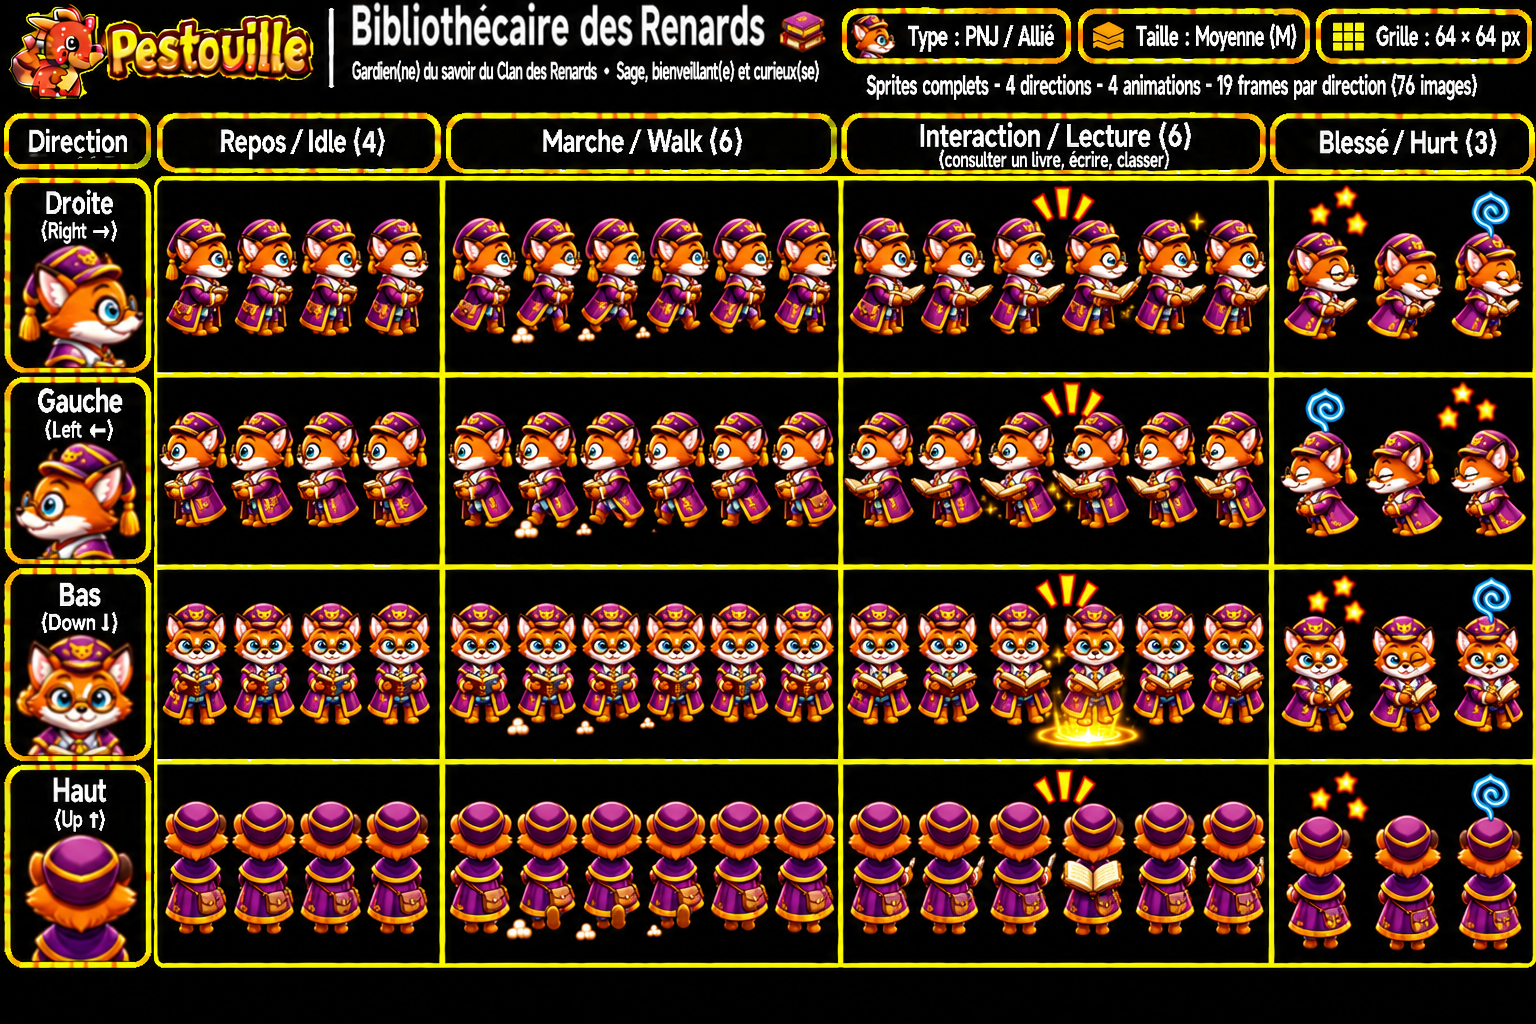 Pestouille
Bibliothécaire des Renards
Gardien(ne) du savoir du Clan des Renards • Sage, bienveillant(e) et curieux(se)
Type : PNJ / Allié
Taille : Moyenne (M)
Grille : 64 × 64 px
Sprites complets - 4 directions - 4 animations - 19 frames par direction (76 images)
Direction
Repos / Idle (4)
Marche / Walk (6)
Interaction / Lecture (6)
(consulter un livre, écrire, classer)
Blessé / Hurt (3)
Droite
(Right →)
Gauche
(Left ←)
Bas
(Down ↓)
Haut
(Up ↑)